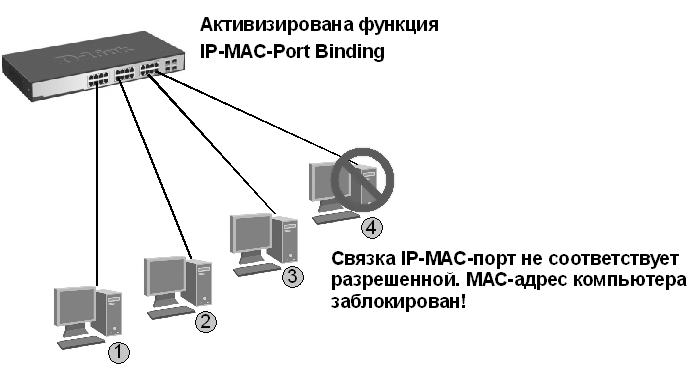 Активизирована функция
IP-MAC-Port Binding
D-Link
4
Связка IP-MAC-порт не соответствует
разрешенной. MAC-адрес компьютера
заблокирован!
3
2
1